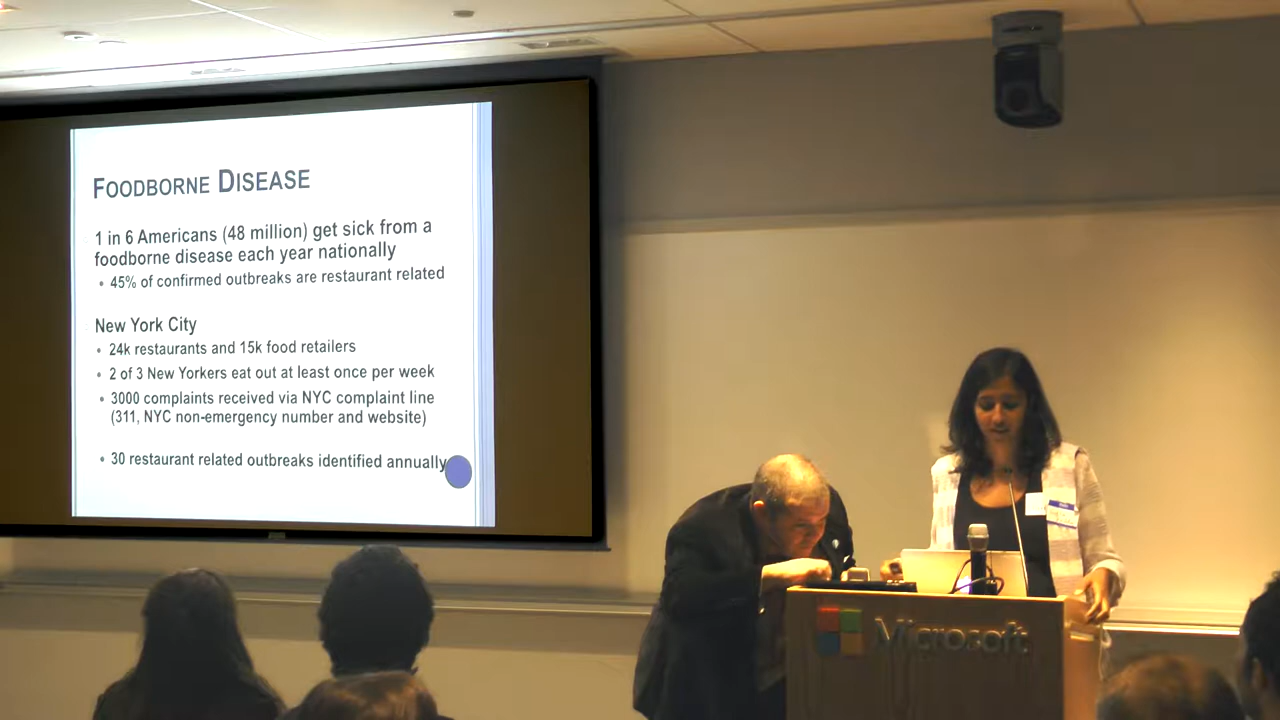 FOODBORNE DISEASE
1 in 6 Americans (48 million) get sick from a
foodborne disease each year nationally
• 45% of confirmed outbreaks are restaurant related
New York City
• 24k restaurants and 15k food retailers
• 2 of 3 New Yorkers eat out at least once per week
• 3000 complaints received via NYC complaint line
(311, NYC non-emergency number and website)
• 30 restaurant related outbreaks identified annually
Microsoft